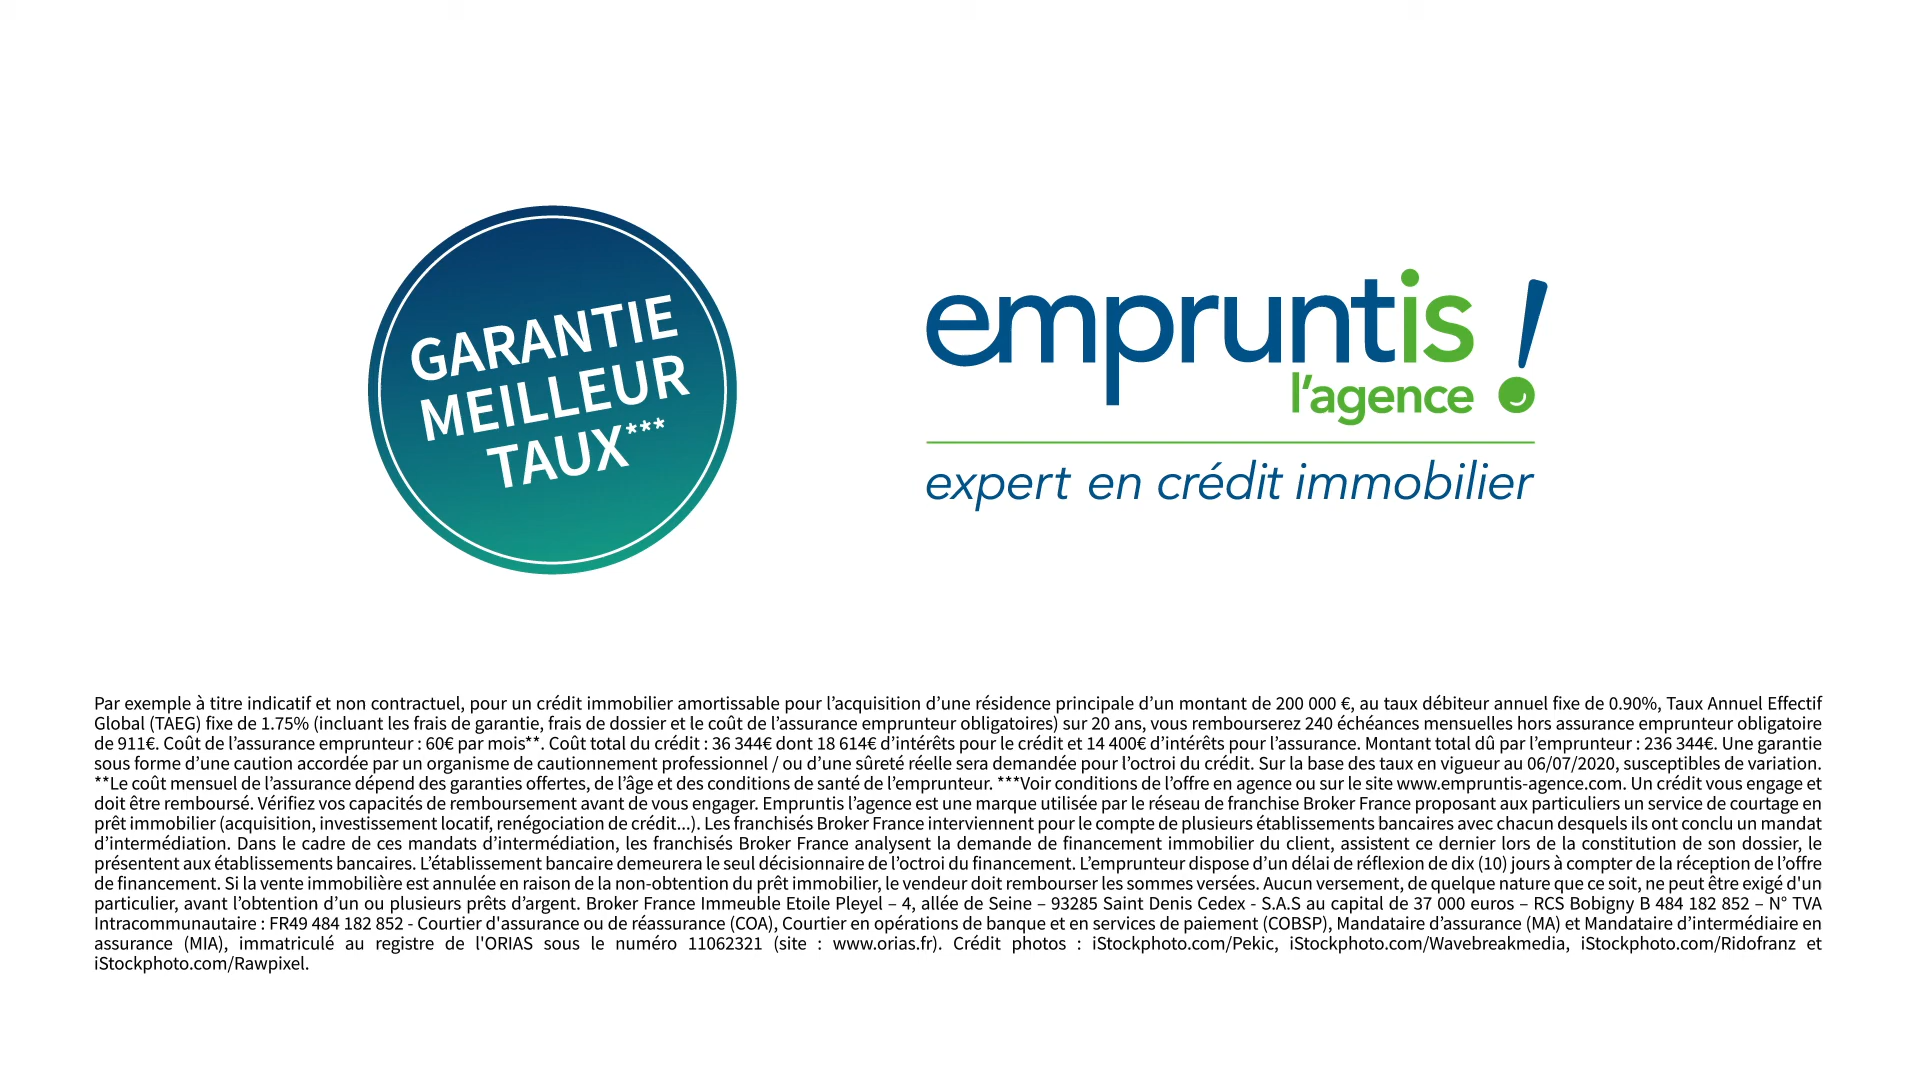 GARANTIE
MEILLEUR
TAUX***
empruntis !
l'agence
expert en crédit immobilier
Par exemple à titre indicatif et non contractuel, pour un crédit immobilier amortissable pour l’acquisition d’une résidence principale d’un montant de 200 000 €, au taux débiteur annuel fixe de 0.90%, Taux Annuel Effectif
Global (TAEG) fixe de 1.75% (incluant les frais de garantie, frais de dossier et le coût de l’assurance emprunteur obligatoires) sur 20 ans, vous rembourserez 240 échéances mensuelles hors assurance emprunteur obligatoire
de 911€. Coût de l’assurance emprunteur : 60€ par mois**. Coût total du crédit : 36 344€ dont 18 614€ d’intérêts pour le crédit et 14 400€ d’intérêts pour l’assurance. Montant total dû par l’emprunteur : 236 344€. Une garantie
sous forme d’une caution accordée par un organisme de cautionnement professionnel / ou d’une sûreté réelle sera demandée pour l’octroi du crédit. Sur la base des taux en vigueur au 06/07/2020, susceptibles de variation.
**Le coût mensuel de l’assurance dépend des garanties offertes, de l’âge et des conditions de santé de l’emprunteur. ***Voir conditions de l’offre en agence ou sur le site www.empruntis-agence.com. Un crédit vous engage et
doit être remboursé. Vérifiez vos capacités de remboursement avant de vous engager. Empruntis l’agence est une marque utilisée par le réseau de franchise Broker France proposant aux particuliers un service de courtage en
prêt immobilier (acquisition, investissement locatif, renégociation de crédit...). Les franchisés Broker France interviennent pour le compte de plusieurs établissements bancaires avec chacun desquels ils ont conclu un mandat
d’intermédiation. Dans le cadre de ces mandats d’intermédiation, les franchisés Broker France analysent la demande de financement immobilier du client, assistent ce dernier lors de la constitution de son dossier, le
présentent aux établissements bancaires. L’établissement bancaire demeurera le seul décisionnaire de l’octroi du financement. L’emprunteur dispose d’un délai de réflexion de dix (10) jours à compter de la réception de l’offre
de financement. Si la vente immobilière est annulée en raison de la non-obtention du prêt immobilier, le vendeur doit rembourser les sommes versées. Aucun versement, de quelque nature que ce soit, ne peut être exigé d'un
particulier, avant l’obtention d’un ou plusieurs prêts d’argent. Broker France Immeuble Etoile Pleyel – 4, allée de Seine – 93285 Saint Denis Cedex - S.A.S au capital de 37 000 euros – RCS Bobigny B 484 182 852 – N° TVA
Intracommunautaire : FR49 484 182 852 - Courtier d'assurance ou de réassurance (COA), Courtier en opérations de banque et en services de paiement (COBSP), Mandataire d’assurance (MA) et Mandataire d’intermédiaire en
assurance (MIA), immatriculé au registre de l'ORIAS sous le numéro 11062321 (site : www.orias.fr). Crédit photos : iStockphoto.com/Pekic, iStockphoto.com/Wavebreakmedia, iStockphoto.com/Ridofranz et
iStockphoto.com/Rawpixel.